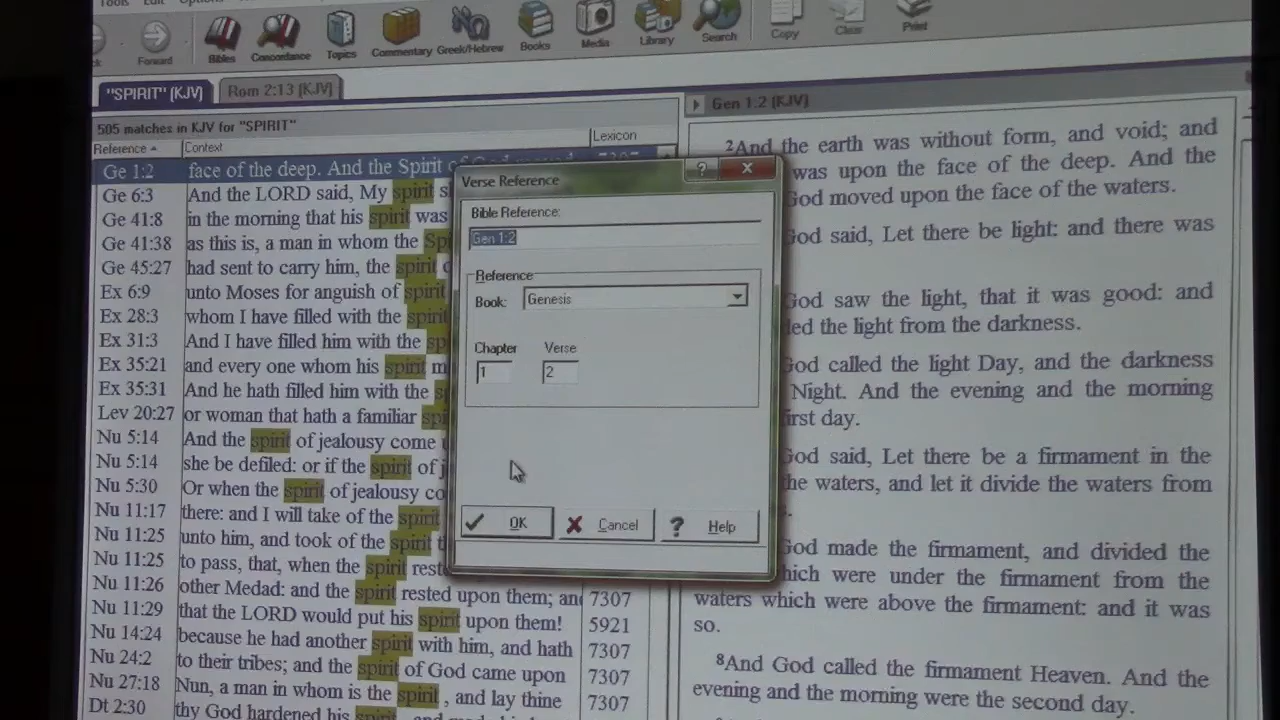 Tools Edit Options
Forward
Bibles
Concordance
Topics
Commentary
Greek/Hebrew
Books
Media
Library
Search
Copy
Clear
Print
"SPIRIT" (KJV)
Rom 2:13 (KJV)
505 matches in KJV for "SPIRIT"
Reference Context Lexicon
Ge 1:2 face of the deep. And the Spirit of God moved 7307
Ge 6:3 And the LORD said, My spirit s
Ge 41:8 in the morning that his spirit was
Ge 41:38 as this is, a man in whom the Sp
Ge 45:27 had sent to carry him, the spirit o
Ex 6:9 unto Moses for anguish of spirit
Ex 28:3 whom I have filled with the spirit
Ex 31:3 And I have filled him with the sp
Ex 35:21 and every one whom his spirit m
Ex 35:31 And he hath filled him with the s
Lev 20:27 or woman that hath a familiar spi
Nu 5:14 And the spirit of jealousy come u
Nu 5:14 she be defiled: or if the spirit of j
Nu 5:30 Or when the spirit of jealousy co
Nu 11:17 there: and I will take of the spirit
Nu 11:25 unto him, and took of the spirit t
Nu 11:25 to pass, that, when the spirit rest
Nu 11:26 other Medad: and the spirit rested upon them; and 7307
Nu 11:29 that the LORD would put his spirit upon them! 5921
Nu 14:24 because he had another spirit with him, and hath 7307
Nu 24:2 to their tribes; and the spirit of God came upon 7307
Nu 27:18 Nun, a man in whom is the spirit , and lay thine 7307
Dt 2:30 thy God hardened his spirit, and made his 7307
Verse Reference
Bible Reference:
Gen 1:2
Reference
Book: Genesis
Chapter Verse
1 2
OK Cancel Help
Gen 1:2 (KJV)
2And the earth was without form, and void; and
was upon the face of the deep. And the
God moved upon the face of the waters.
God said, Let there be light: and there was
God saw the light, that it was good: and
ded the light from the darkness.
God called the light Day, and the darkness
Night. And the evening and the morning
first day.
God said, Let there be a firmament in the
the waters, and let it divide the waters from
s.
God made the firmament, and divided the
hich were under the firmament from the
waters which were above the firmament: and it was
so.
8And God called the firmament Heaven. And the
evening and the morning were the second day.